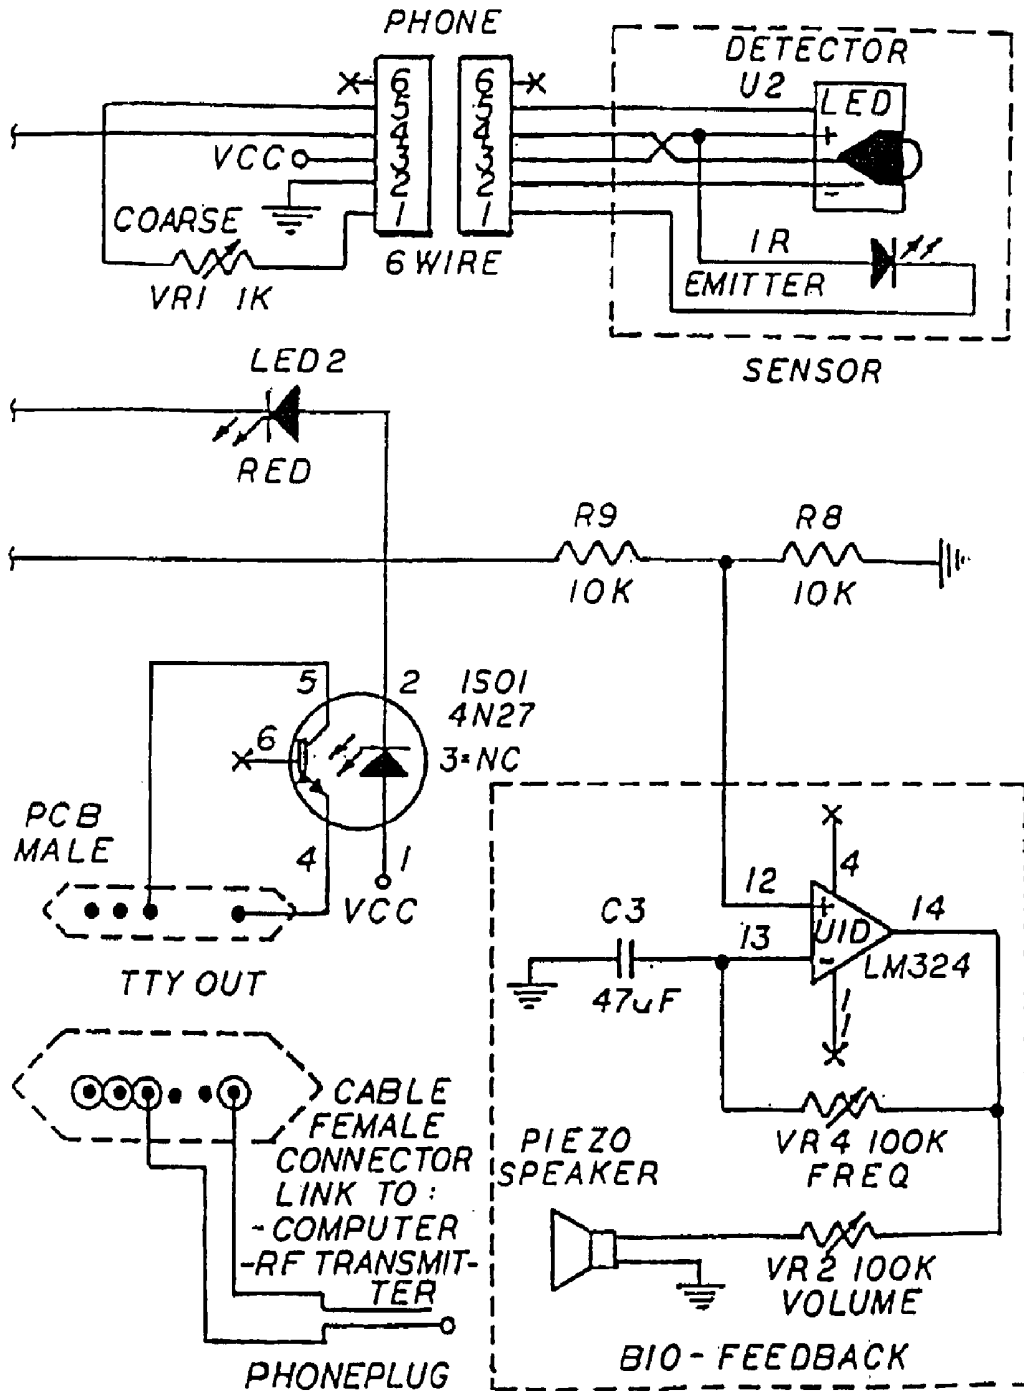 PHONE
6 6
5 5
4 4
3 3
2 2
1 1
6 WIRE
VCC
COARSE
VR1 1K
DETECTOR
U2
LED
+
-
IR
EMITTER
SENSOR
LED2
RED
R9
10K
R8
10K
5
2
ISO1
4N27
6
3=NC
4
1
VCC
PCB
MALE
TTY OUT
CABLE
FEMALE
CONNECTOR
LINK TO:
-COMPUTER
-RF TRANSMIT-
TER
PHONEPLUG
4
12
+
14
C3
13
U1D
-
LM324
47uF
11
VR4 100K
FREQ
PIEZO
SPEAKER
VR2 100K
VOLUME
BIO-FEEDBACK